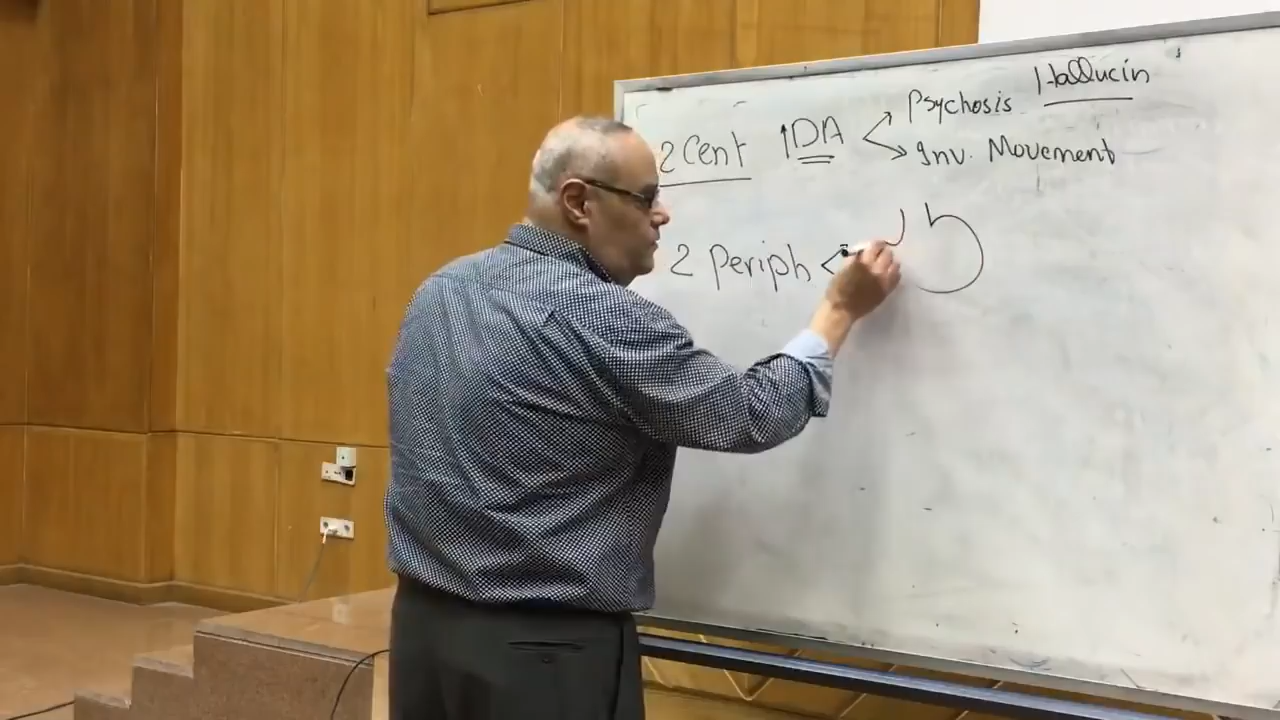 Hallucin
2 Cent ↑DA Psychosis
Inv. Movement
2 Periph